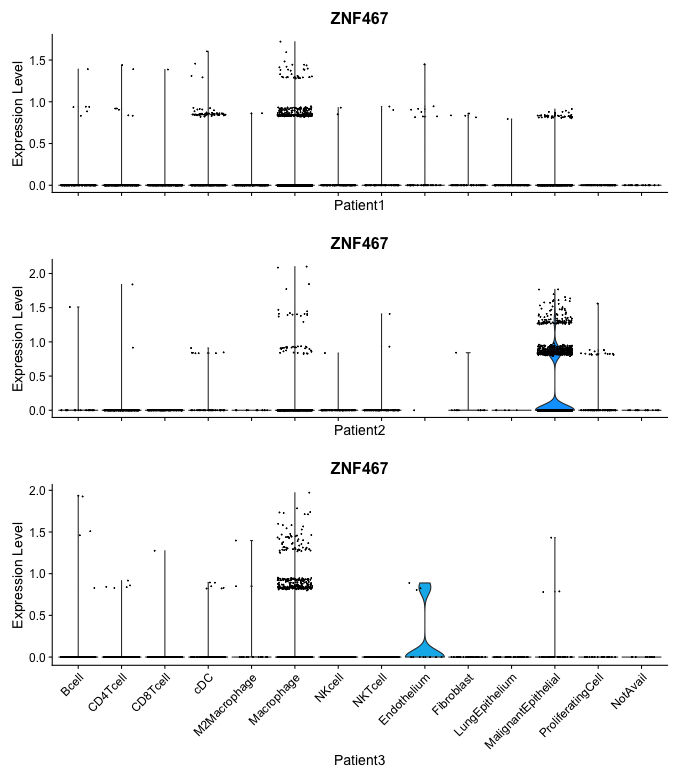 ZNF467
Expression Level
1.5
1.0
0.5
0.0
Patient1
ZNF467
Expression Level
2.0
1.5
1.0
0.5
0.0
Patient2
ZNF467
Expression Level
2.0
1.5
1.0
0.5
0.0
Bcell
CD4Tcell
CD8Tcell
cDC
M2Macrophage
Macrophage
NKcell
NKTcell
Endothelium
Fibroblast
LungEpithelium
MalignantEpithelial
ProliferatingCell
NotAvail
Patient3